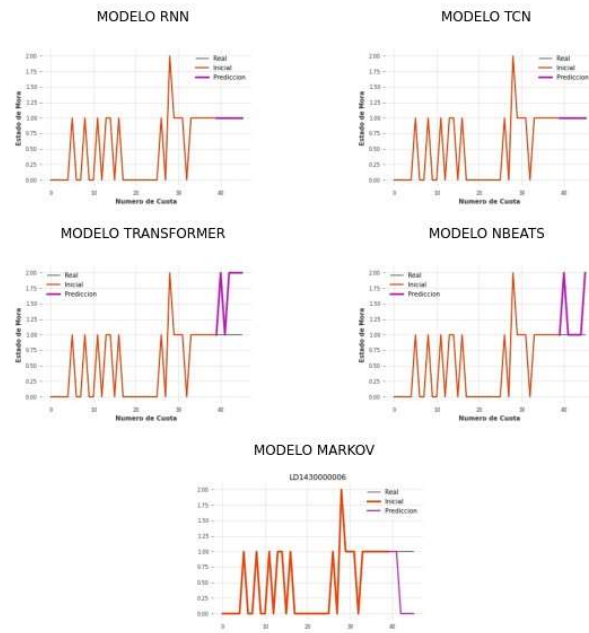 MODELO RNN
2.00
1.75
1.50
1.25
1.00
0.75
0.50
0.25
0.00
Estado de Mora
Real
Inicial
Prediccion
0
10
20
30
40
Numero de Cuota
MODELO TCN
2.00
1.75
1.50
1.25
1.00
0.75
0.50
0.25
0.00
Estado de Mora
Real
Inicial
Prediccion
0
10
20
30
40
Numero de Cuota
MODELO TRANSFORMER
2.00
1.75
1.50
1.25
1.00
0.75
0.50
0.25
0.00
Estado de Mora
Real
Inicial
Prediccion
0
10
20
30
40
Numero de Cuota
MODELO NBEATS
2.00
1.75
1.50
1.25
1.00
0.75
0.50
0.25
0.00
Estado de Mora
Real
Inicial
Prediccion
0
10
20
30
40
Numero de Cuota
MODELO MARKOV
LD1430000006
2.00
1.75
1.50
1.25
1.00
0.75
0.50
0.25
0.00
Real
Inicial
Prediccion
0
10
20
30
40